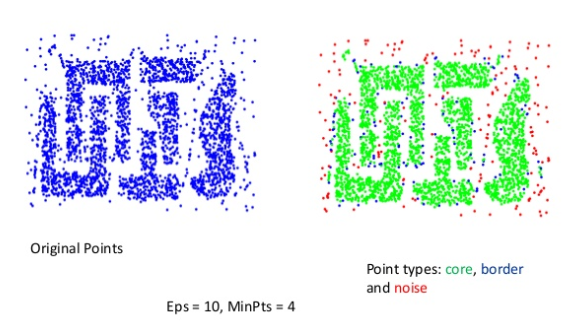 Original Points
Point types: core, border
and noise
Eps = 10, MinPts = 4